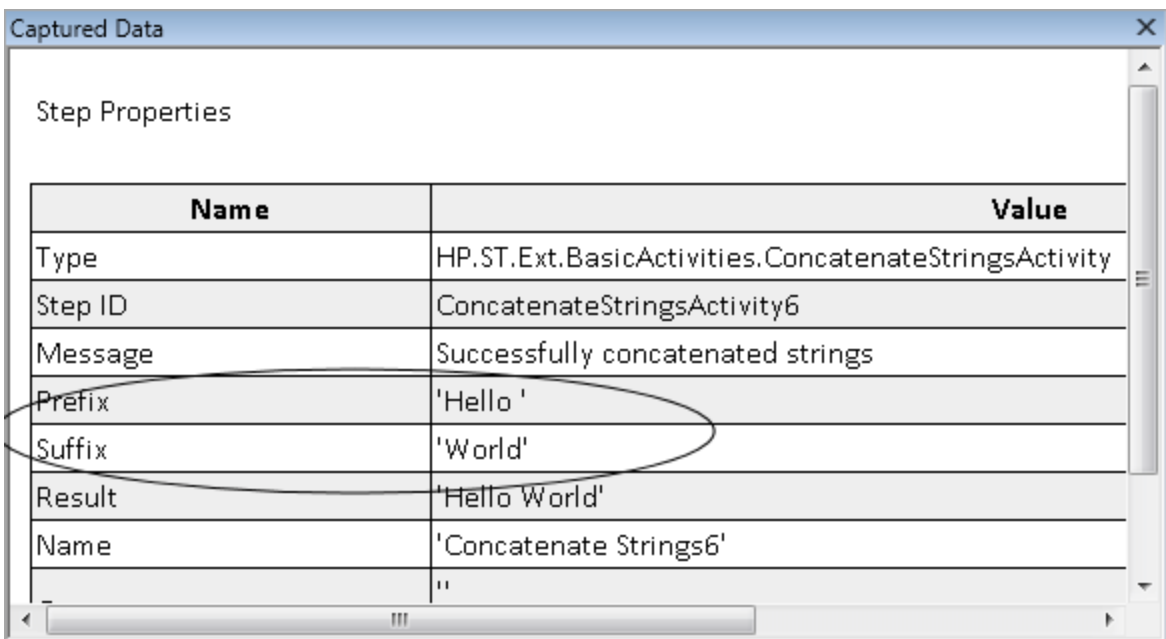 Captured Data
Step Properties
Name Value
Type HP.ST.Ext.BasicActivities.ConcatenateStringsActivity
Step ID ConcatenateStringsActivity6
Message Successfully concatenated strings
Prefix 'Hello '
Suffix 'World'
Result 'Hello World'
Name 'Concatenate Strings6'
''